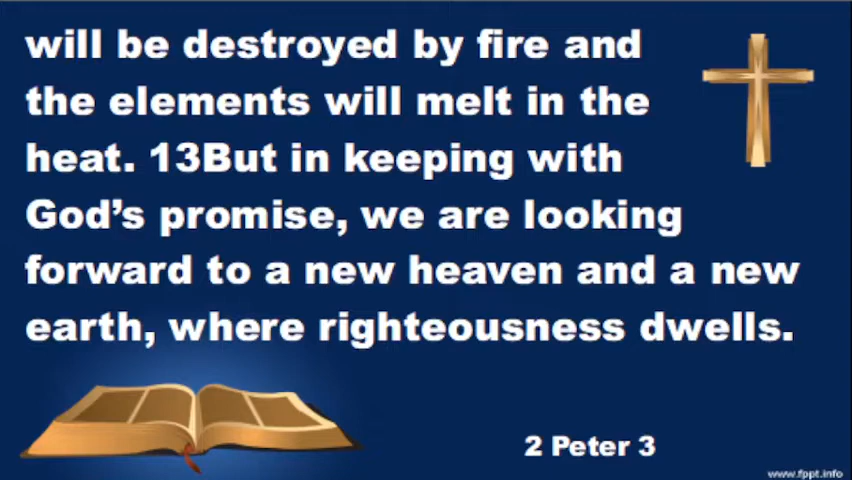 will be destroyed by fire and
the elements will melt in the
heat. 13But in keeping with
God’s promise, we are looking
forward to a new heaven and a new
earth, where righteousness dwells.
2 Peter 3
www.fppt.info